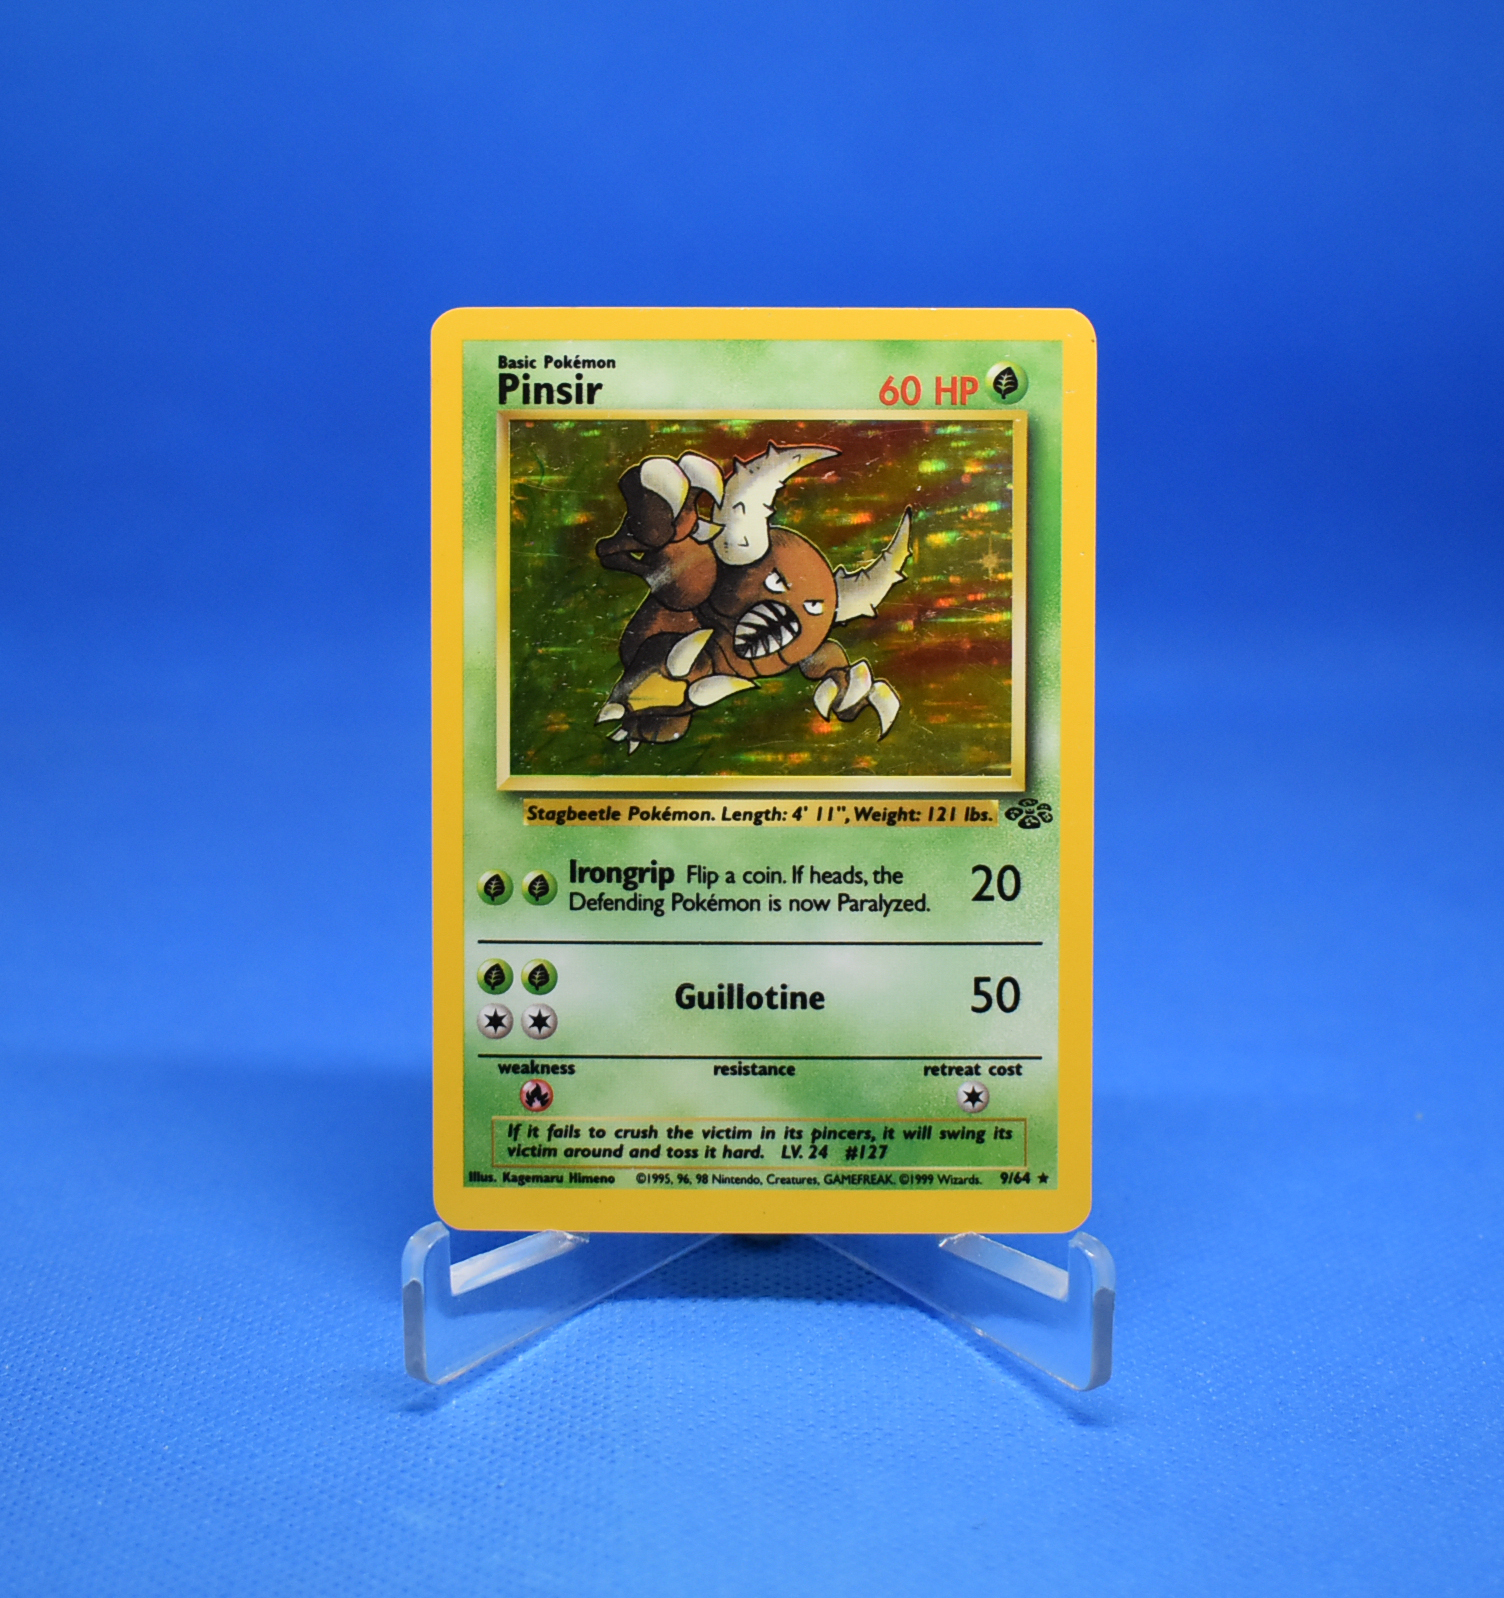 Basic Pokémon
Pinsir
60 HP
Stagbeetle Pokémon. Length: 4' 11", Weight: 121 lbs.
Irongrip Flip a coin. If heads, the
Defending Pokémon is now Paralyzed.
20
Guillotine
50
weakness resistance retreat cost
If it fails to crush the victim in its pincers, it will swing its
victim around and toss it hard. LV. 24 #127
Illus. Kagemaru Himeno ©1995, 96, 98 Nintendo, Creatures, GAMEFREAK. ©1999 Wizards. 9/64 ★